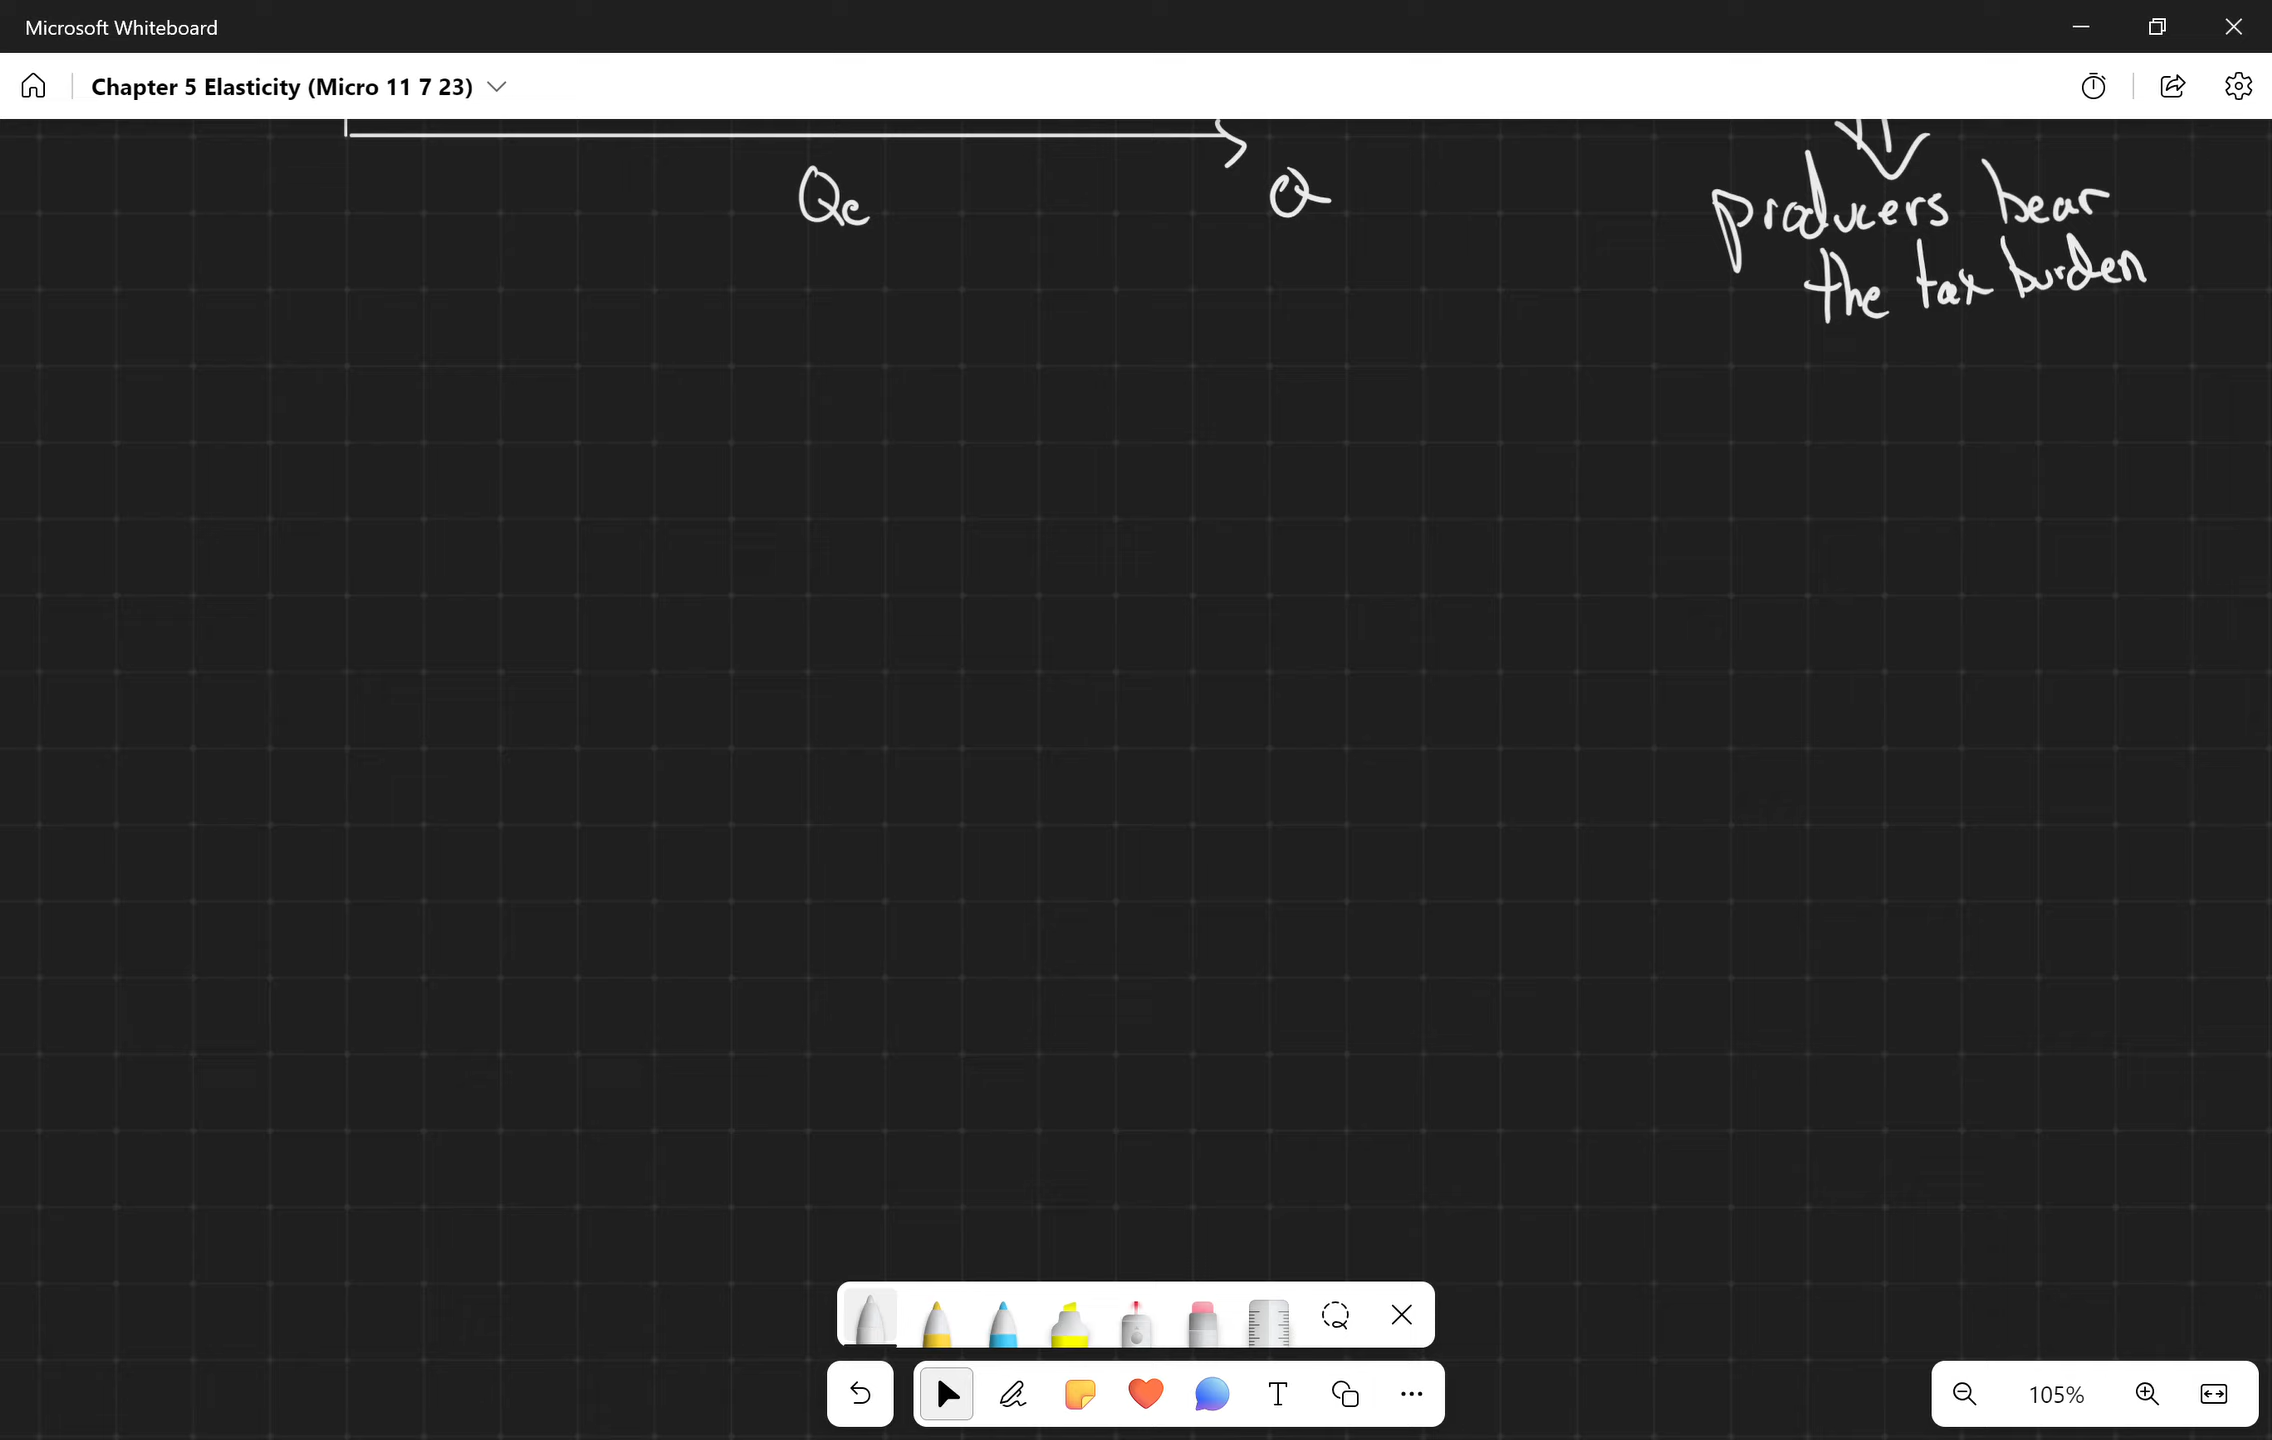 Microsoft Whiteboard
Chapter 5 Elasticity (Micro 11 7 23)
Qe
Q
producers bear
the tax burden
T
105%